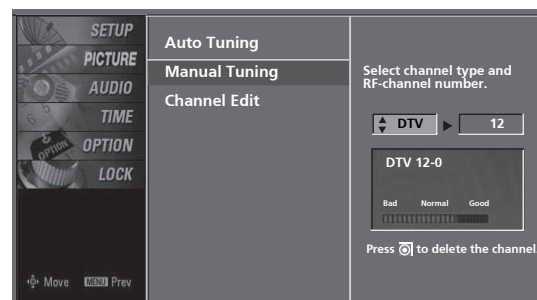 SETUP
PICTURE
AUDIO
TIME
OPTION
LOCK
Move MENU Prev
Auto Tuning
Manual Tuning
Channel Edit
Select channel type and
RF-channel number.
DTV 12
DTV 12-0
Bad Normal Good
Press to delete the channel.